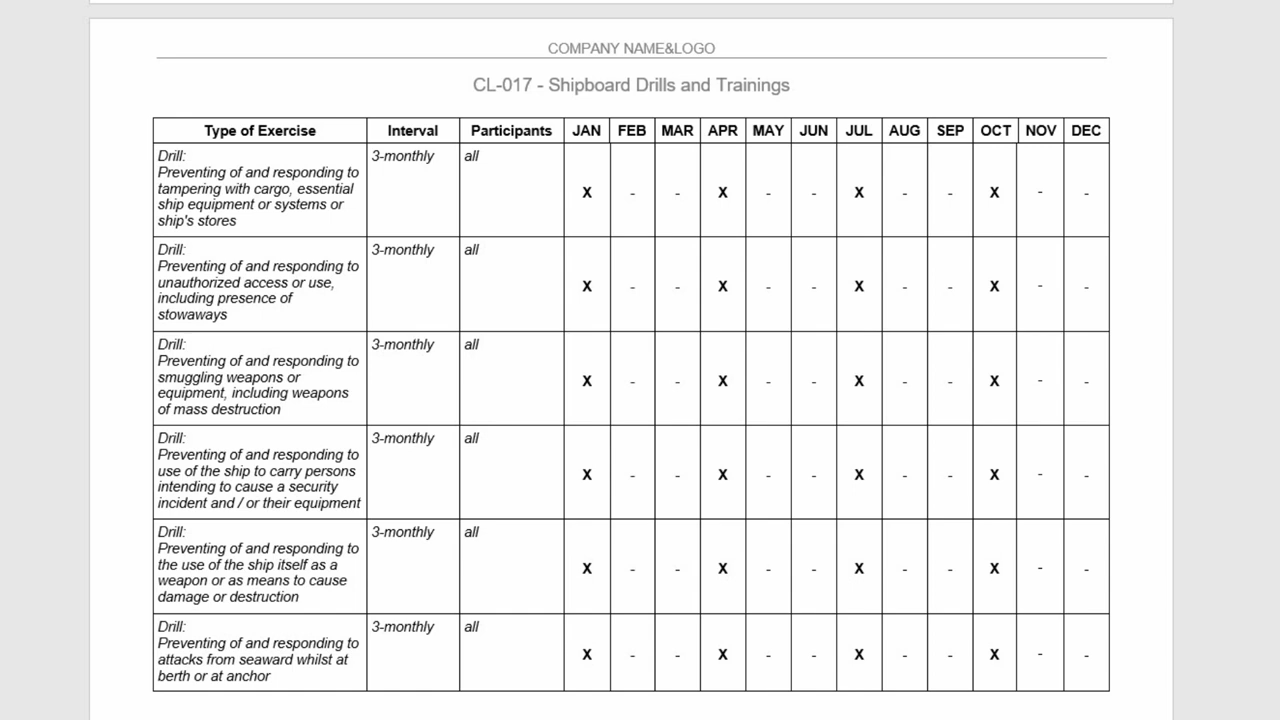 COMPANY NAME&LOGO
CL-017 - Shipboard Drills and Trainings
Type of Exercise Interval Participants JAN FEB MAR APR MAY JUN JUL AUG SEP OCT NOV DEC
Drill: 3-monthly all
Preventing of and responding to
tampering with cargo, essential
ship equipment or systems or
ship's stores
X - - X - - X - - X - -
Drill: 3-monthly all
Preventing of and responding to
unauthorized access or use,
including presence of
stowaways
X - - X - - X - - X - -
Drill: 3-monthly all
Preventing of and responding to
smuggling weapons or
equipment, including weapons
of mass destruction
X - - X - - X - - X - -
Drill: 3-monthly all
Preventing of and responding to
use of the ship to carry persons
intending to cause a security
incident and / or their equipment
X - - X - - X - - X - -
Drill: 3-monthly all
Preventing of and responding to
the use of the ship itself as a
weapon or as means to cause
damage or destruction
X - - X - - X - - X - -
Drill: 3-monthly all
Preventing of and responding to
attacks from seaward whilst at
berth or at anchor
X - - X - - X - - X - -